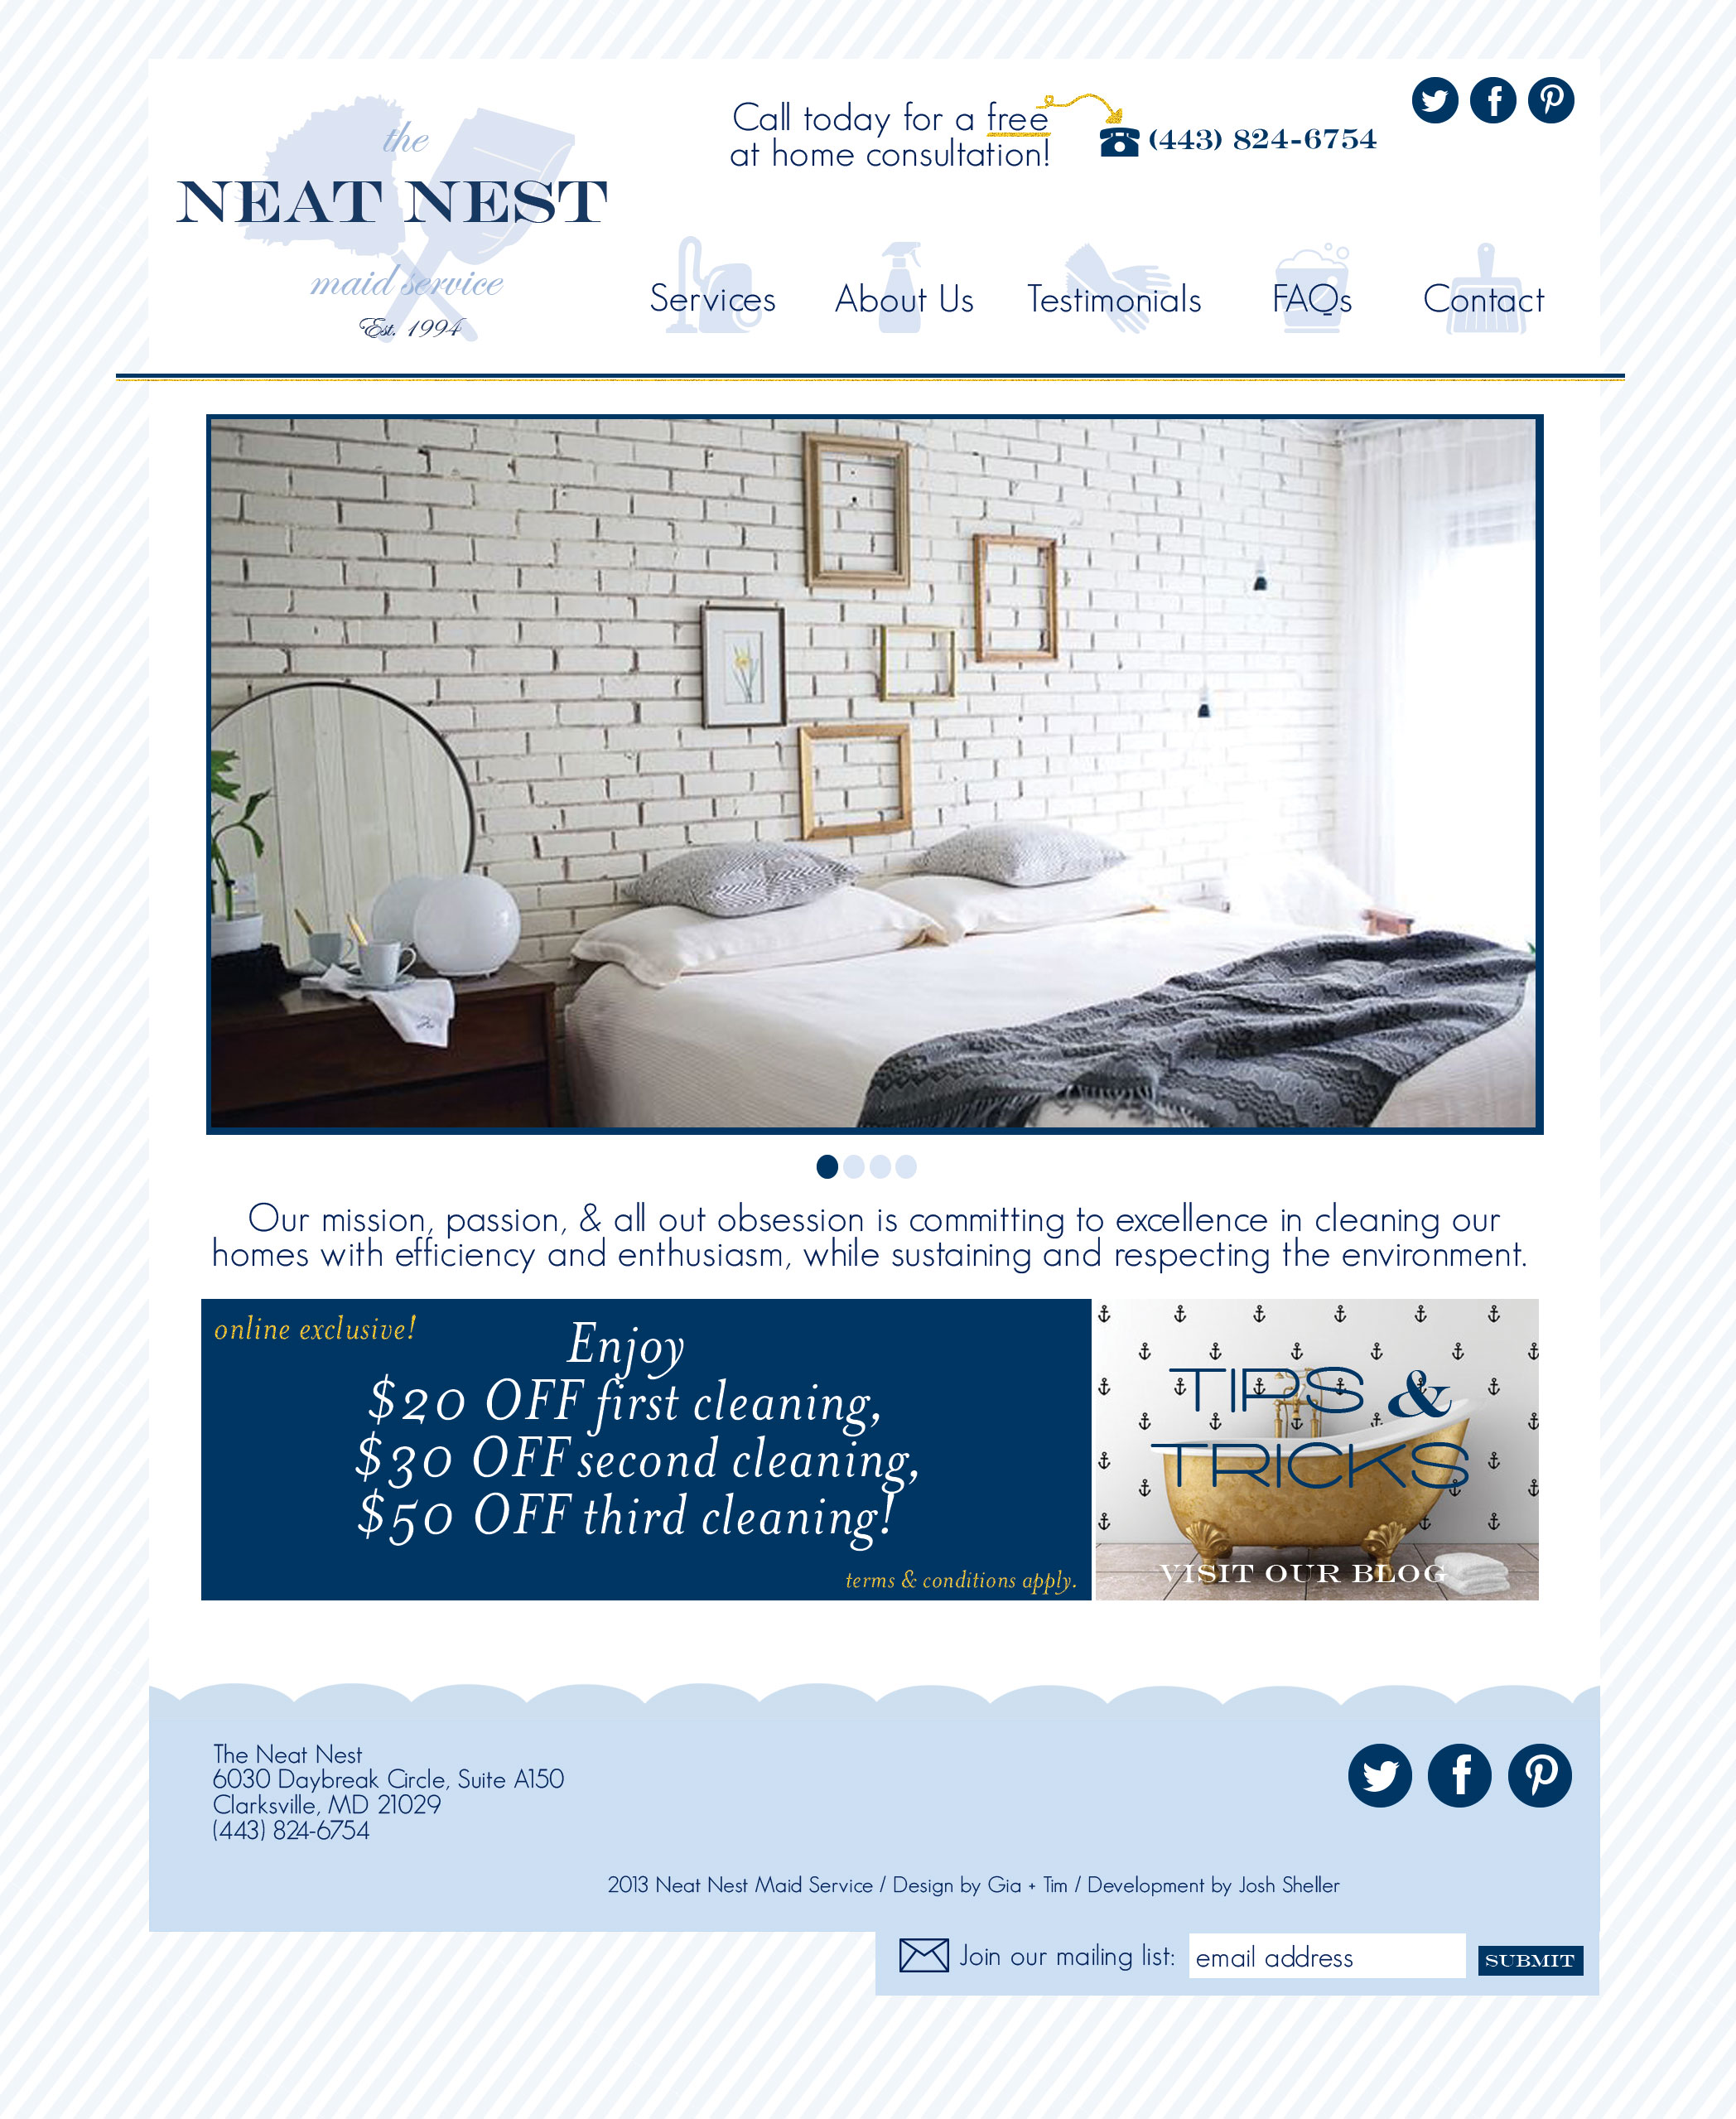 the
NEAT NEST
maid service
Est. 1994
Call today for a free
at home consultation!
(443) 824-6754
Services
About Us
Testimonials
FAQs
Contact
Our mission, passion, & all out obsession is committing to excellence in cleaning our
homes with efficiency and enthusiasm, while sustaining and respecting the environment.
online exclusive!
Enjoy
$20 OFF first cleaning,
$30 OFF second cleaning,
$50 OFF third cleaning!
terms & conditions apply.
TIPS &
TRICKS
VISIT OUR BLOG
The Neat Nest
6030 Daybreak Circle, Suite A150
Clarksville, MD 21029
(443) 824-6754
2013 Neat Nest Maid Service / Design by Gia + Tim / Development by Josh Sheller
Join our mailing list:
email address
SUBMIT